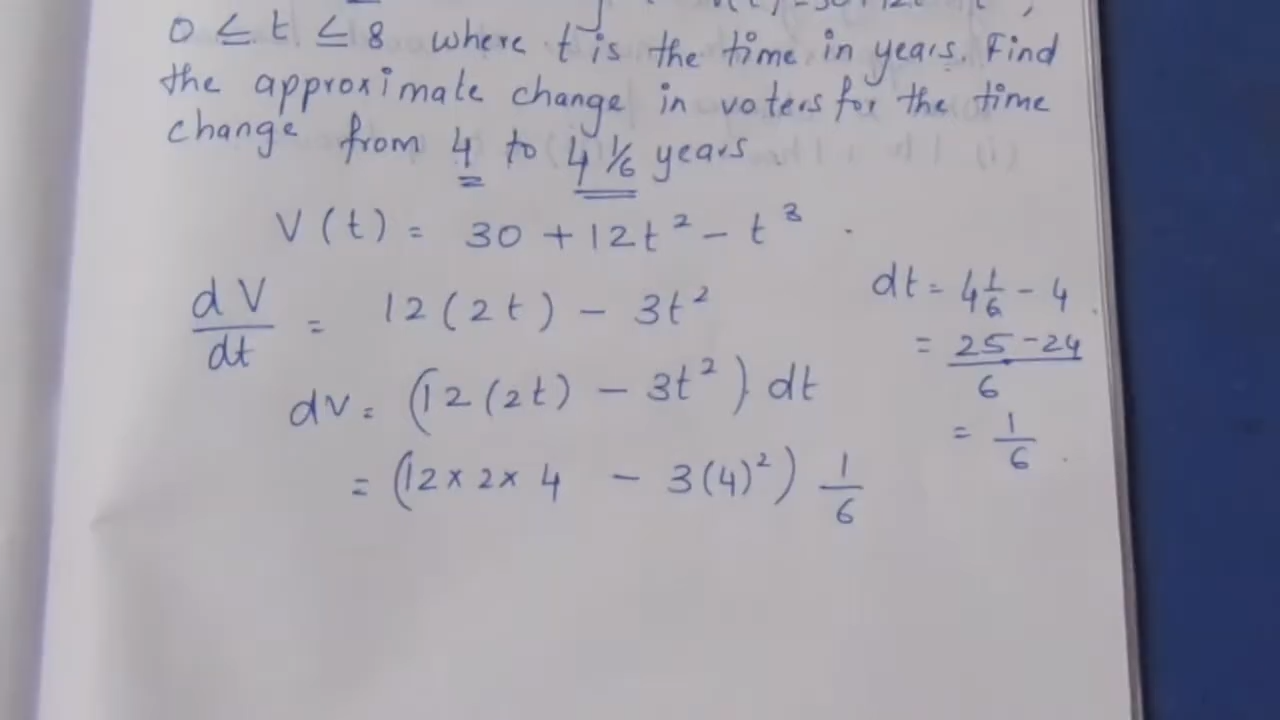 0 ≤ t ≤ 8 where t is the time in years. Find
the approximate change in voters for the time
change from 4 to 4 1/6 years.
V(t) = 30 + 12t² − t³.
dV/dt = 12(2t) − 3t²
dt = 4 1/6 − 4
= (25 − 24)/6
= 1/6
dv = (12(2t) − 3t²) dt
= (12 × 2 × 4 − 3(4)²) 1/6